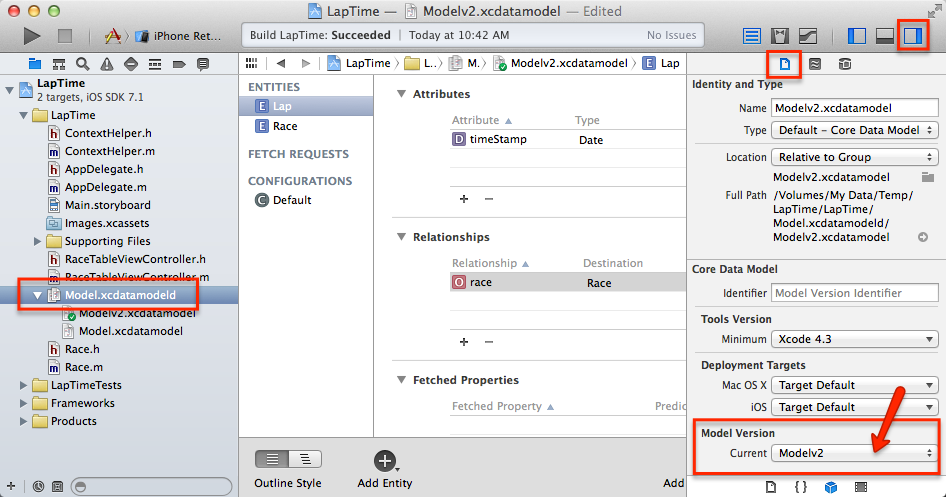 LapTime — Modelv2.xcdatamodel — Edited
iPhone Ret...
Build LapTime: Succeeded | Today at 10:42 AM
No Issues
LapTime
2 targets, iOS SDK 7.1
LapTime
ContextHelper.h
ContextHelper.m
AppDelegate.h
AppDelegate.m
Main.storyboard
Images.xcassets
Supporting Files
RaceTableViewController.h
RaceTableViewController.m
Model.xcdatamodeld
Modelv2.xcdatamodel
Model.xcdatamodel
Race.h
Race.m
LapTimeTests
Frameworks
Products
LapTime
L...
M.
Modelv2.xcdatamodel
E Lap
ENTITIES
E Lap
E Race
FETCH REQUESTS
CONFIGURATIONS
C Default
Outline Style
Add Entity
Add
Attributes
Attribute Type
D timeStamp Date
+ −
Relationships
Relationship Destination
O race Race
+ −
Fetched Properties
Fetched Property Predic
Identity and Type
Name Modelv2.xcdatamodel
Type Default - Core Data Model
Location Relative to Group
Modelv2.xcdatamodel
Full Path /Volumes/My Data/Temp/
LapTime/LapTime/
Model.xcdatamodeld/
Modelv2.xcdatamodel
Core Data Model
Identifier Model Version Identifier
Tools Version
Minimum Xcode 4.3
Deployment Targets
Mac OS X Target Default
iOS Target Default
Model Version
Current Modelv2